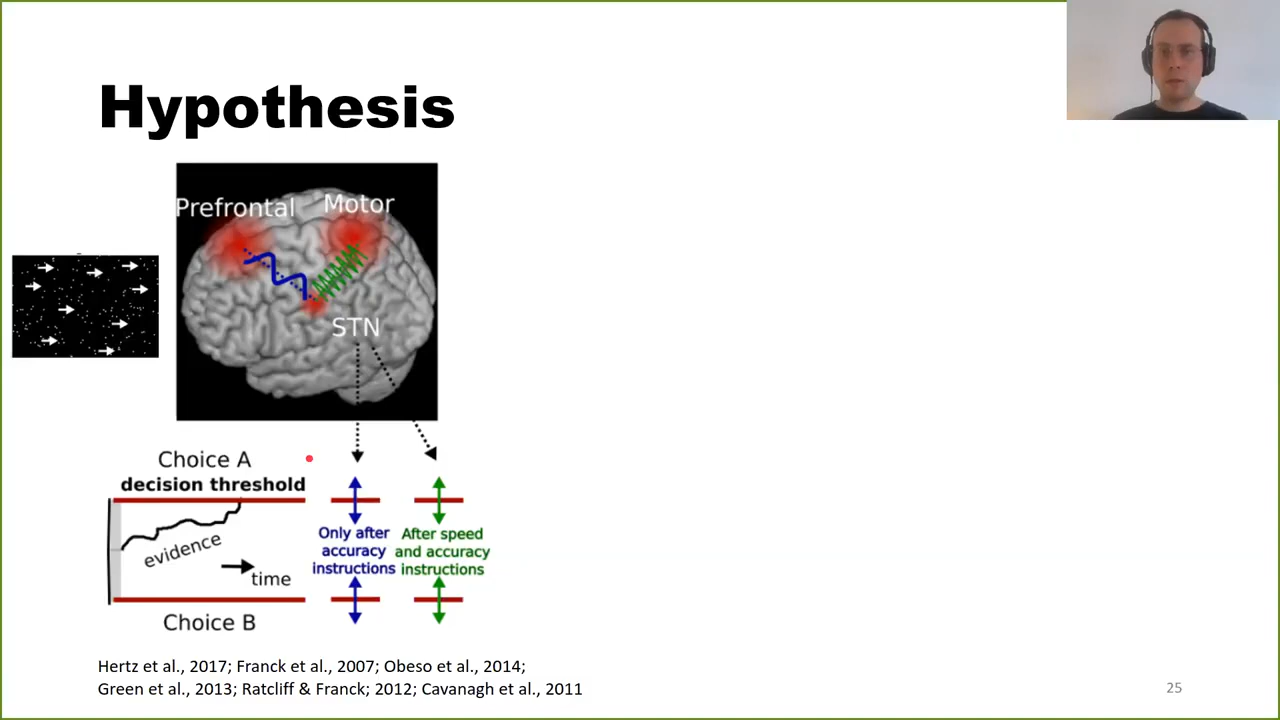 Hypothesis
Prefrontal
Motor
STN
Choice A
decision threshold
evidence
time
Choice B
Only after
accuracy
instructions
After speed
and accuracy
instructions
Hertz et al., 2017; Franck et al., 2007; Obeso et al., 2014;
Green et al., 2013; Ratcliff & Franck; 2012; Cavanagh et al., 2011
25